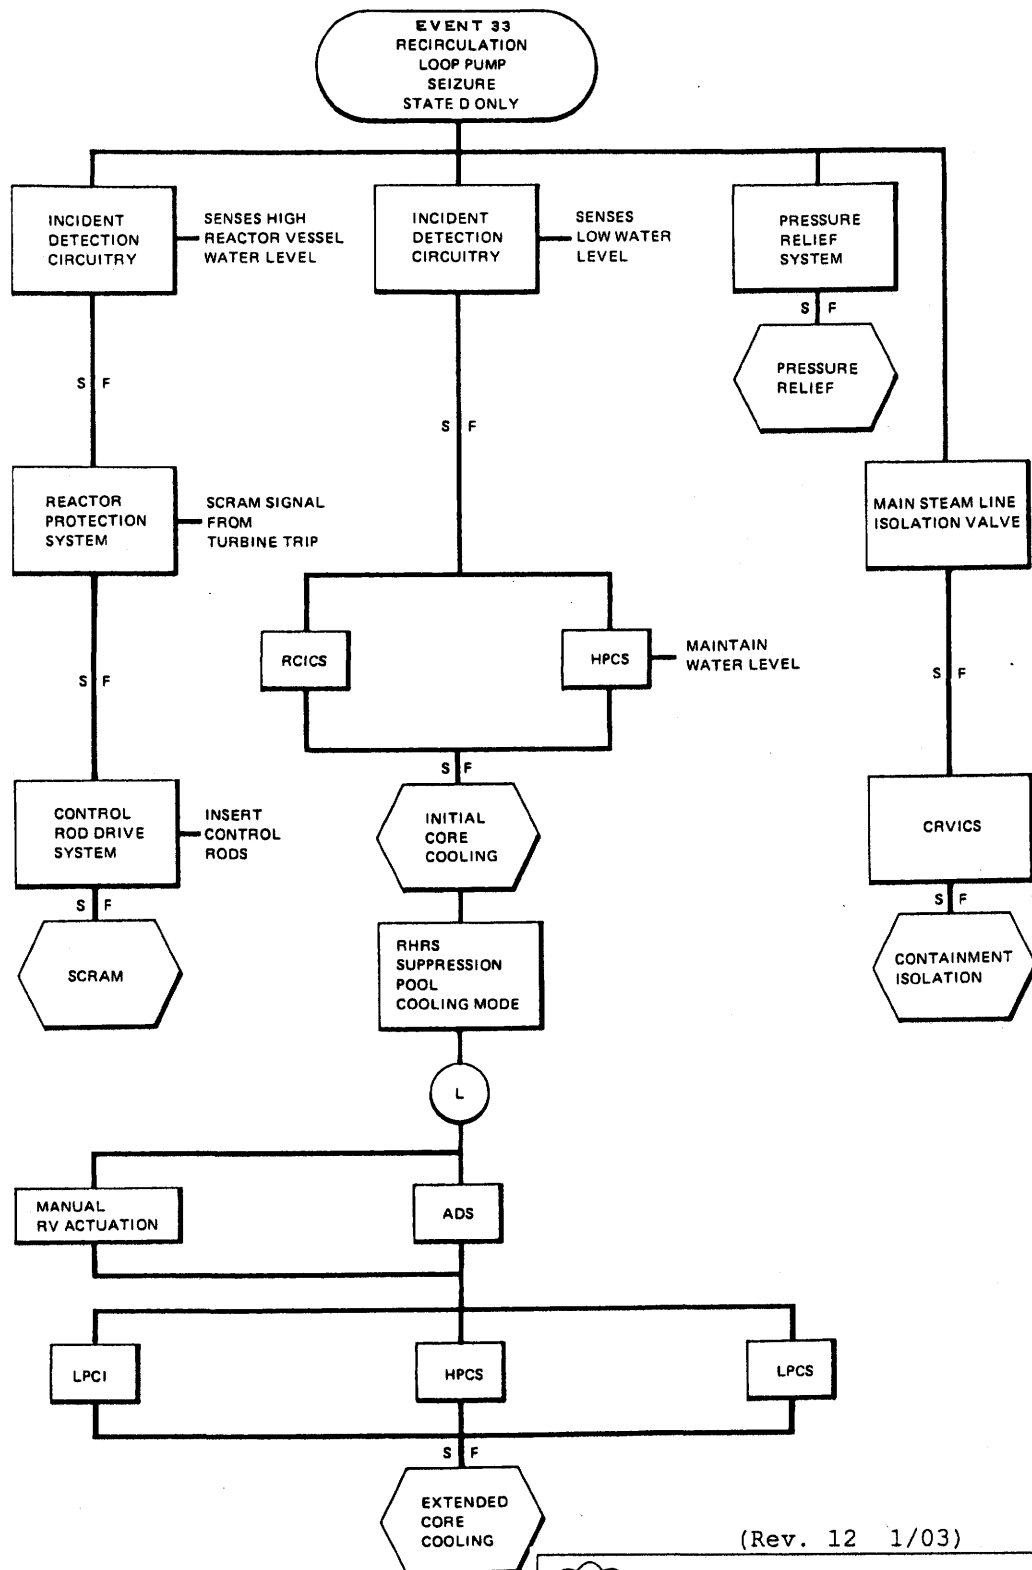 EVENT 33
RECIRCULATION
LOOP PUMP
SEIZURE
STATE D ONLY
INCIDENT
DETECTION
CIRCUITRY
SENSES HIGH
REACTOR VESSEL
WATER LEVEL
INCIDENT
DETECTION
CIRCUITRY
SENSES
LOW WATER
LEVEL
PRESSURE
RELIEF
SYSTEM
S F
PRESSURE
RELIEF
S F
S F
REACTOR
PROTECTION
SYSTEM
SCRAM SIGNAL
FROM
TURBINE TRIP
MAIN STEAM LINE
ISOLATION VALVE
RCICS
HPCS
MAINTAIN
WATER LEVEL
S F
S F
S F
CONTROL
ROD DRIVE
SYSTEM
INSERT
CONTROL
RODS
INITIAL
CORE
COOLING
CRVICS
S F
S F
SCRAM
RHRS
SUPPRESSION
POOL
COOLING MODE
CONTAINMENT
ISOLATION
L
MANUAL
RV ACTUATION
ADS
LPCI
HPCS
LPCS
S F
EXTENDED
CORE
COOLING
(Rev. 12 1/03)